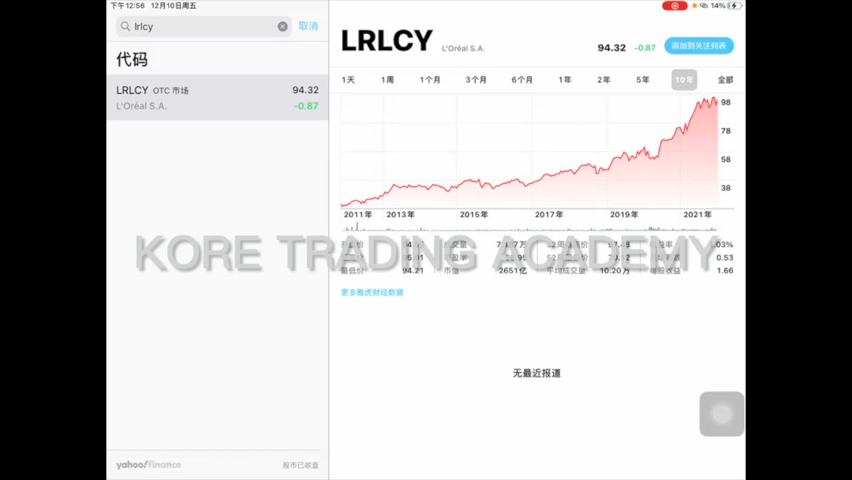 下午12:56 12月10日周五
14%
lrlcy
取消
代码
LRLCY OTC 市场 94.32
L'Oréal S.A. -0.87
LRLCY L'Oréal S.A. 94.32 -0.87 添加到关注列表
1天 1周 1个月 3个月 6个月 1年 2年 5年 10年 全部
98
78
58
38
2011年 2013年 2015年 2017年 2019年 2021年
KORE TRADING ACADEMY
0.53
最低价 94.21 市值 2651亿 平均成交量 10.20万 每股收益 1.66
更多雅虎财经数据
无最近报道
yahoo!finance
股市已收盘